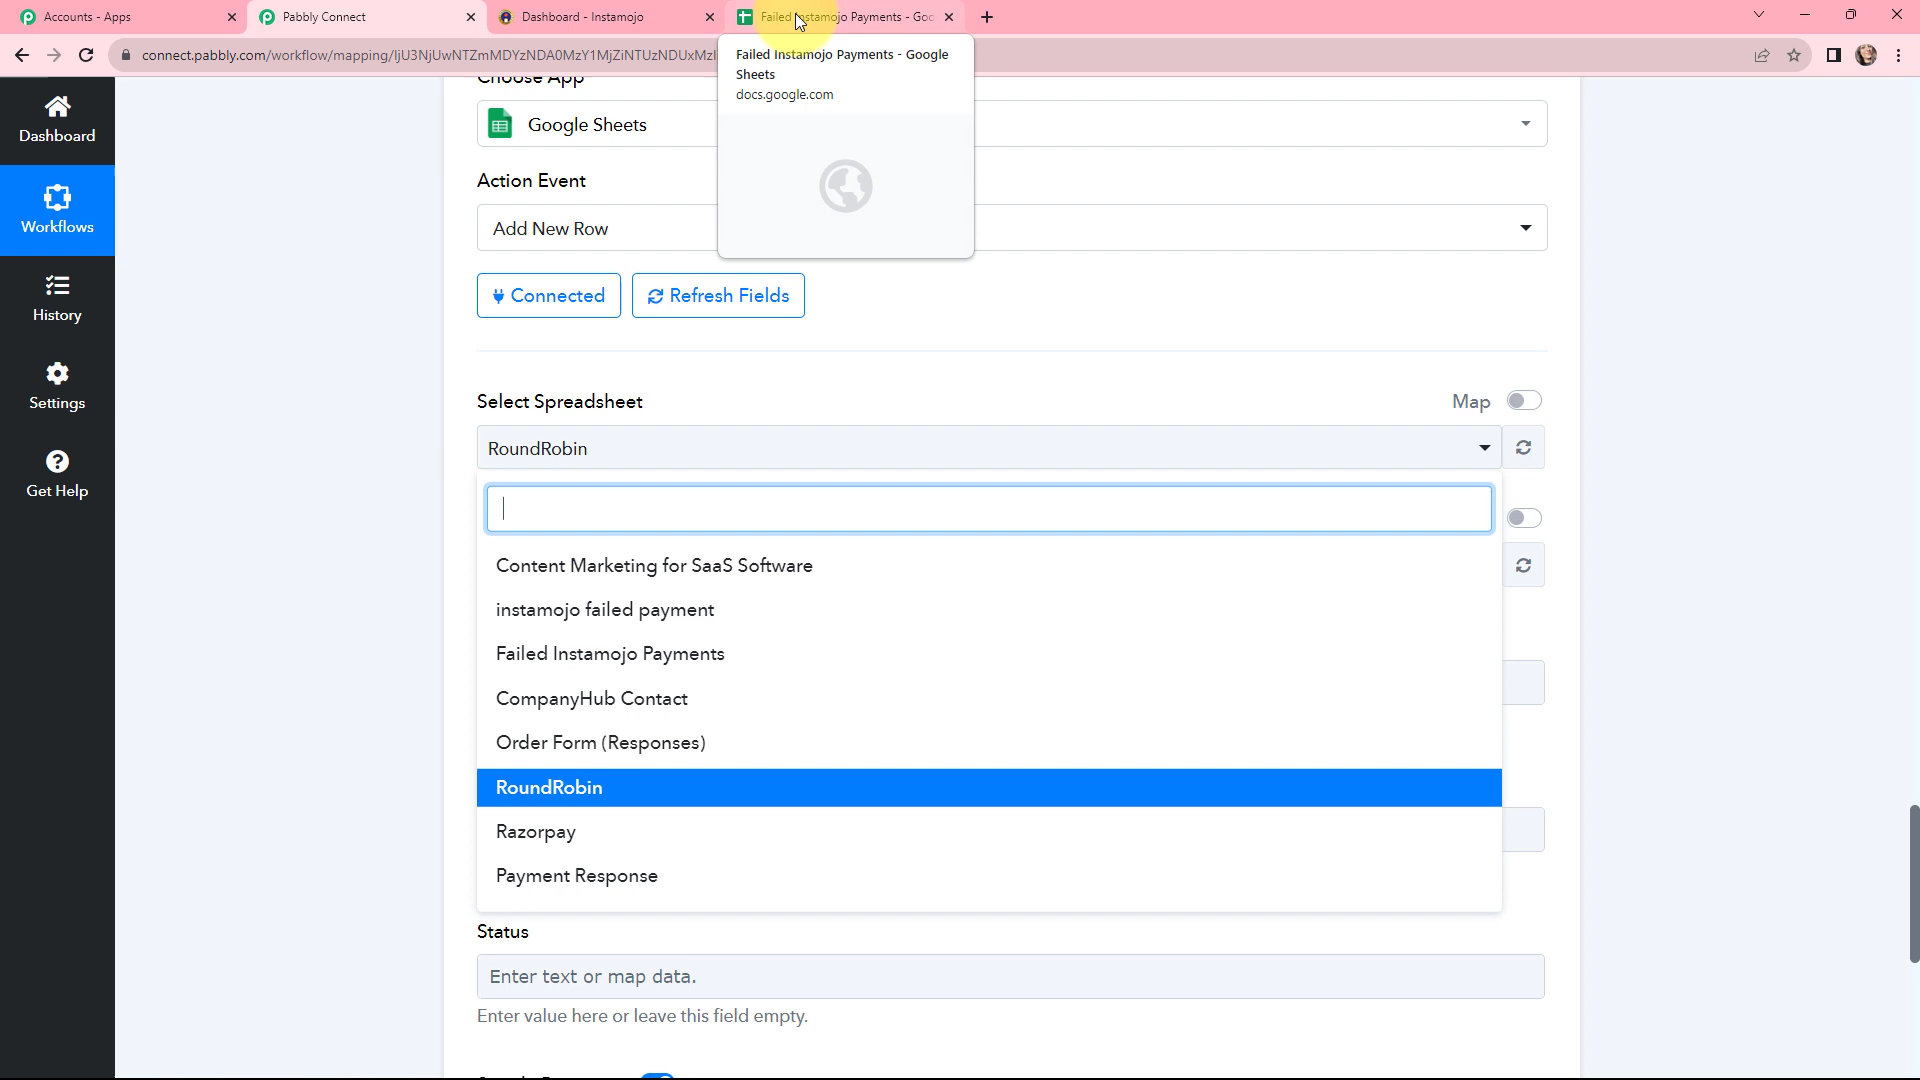 Accounts - Apps
Pabbly Connect
Dashboard - Instamojo
Failed Instamojo Payments - Goo
connect.pabbly.com/workflow/mapping/
Failed Instamojo Payments - Google
Sheets
docs.google.com
Choose App
Google Sheets
Dashboard
Action Event
Add New Row
Workflows
Connected
Refresh Fields
History
Settings
Select Spreadsheet
Map
RoundRobin
Get Help
Content Marketing for SaaS Software
instamojo failed payment
Failed Instamojo Payments
CompanyHub Contact
Order Form (Responses)
RoundRobin
Razorpay
Payment Response
Status
Enter text or map data.
Enter value here or leave this field empty.